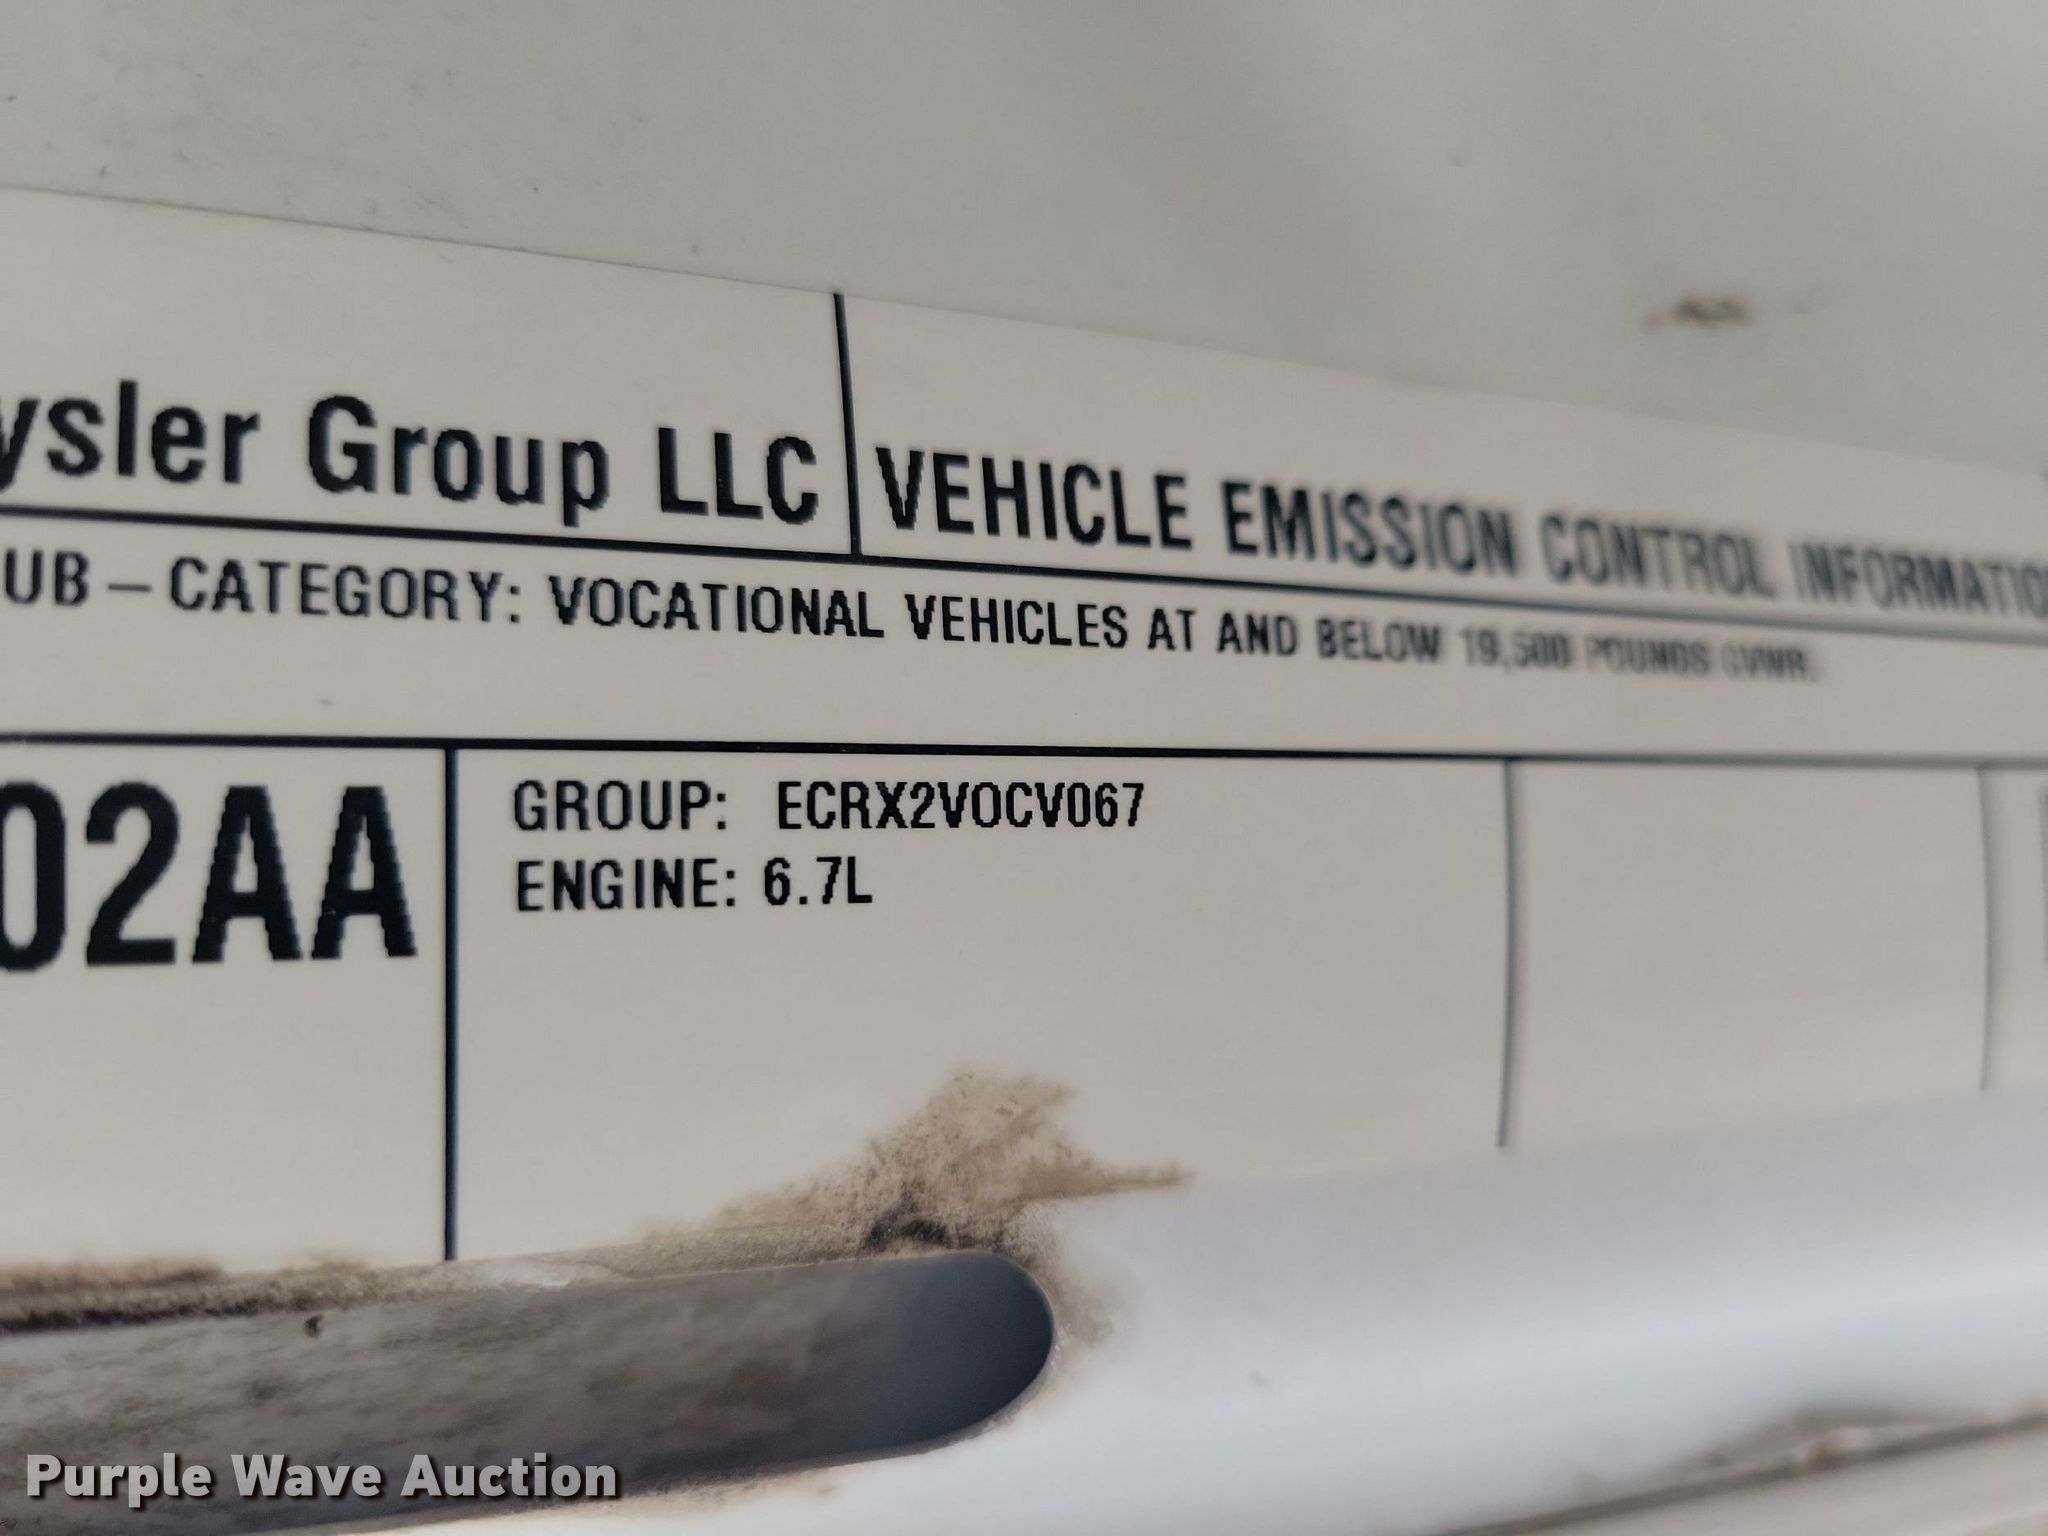 ysler Group LLC VEHICLE EMISSION CONTROL INFORMATIO
UB - CATEGORY: VOCATIONAL VEHICLES AT AND BELOW 19,500 POUNDS GVWR.
02AA
GROUP: ECRX2VOCV067
ENGINE: 6.7L
Purple Wave Auction